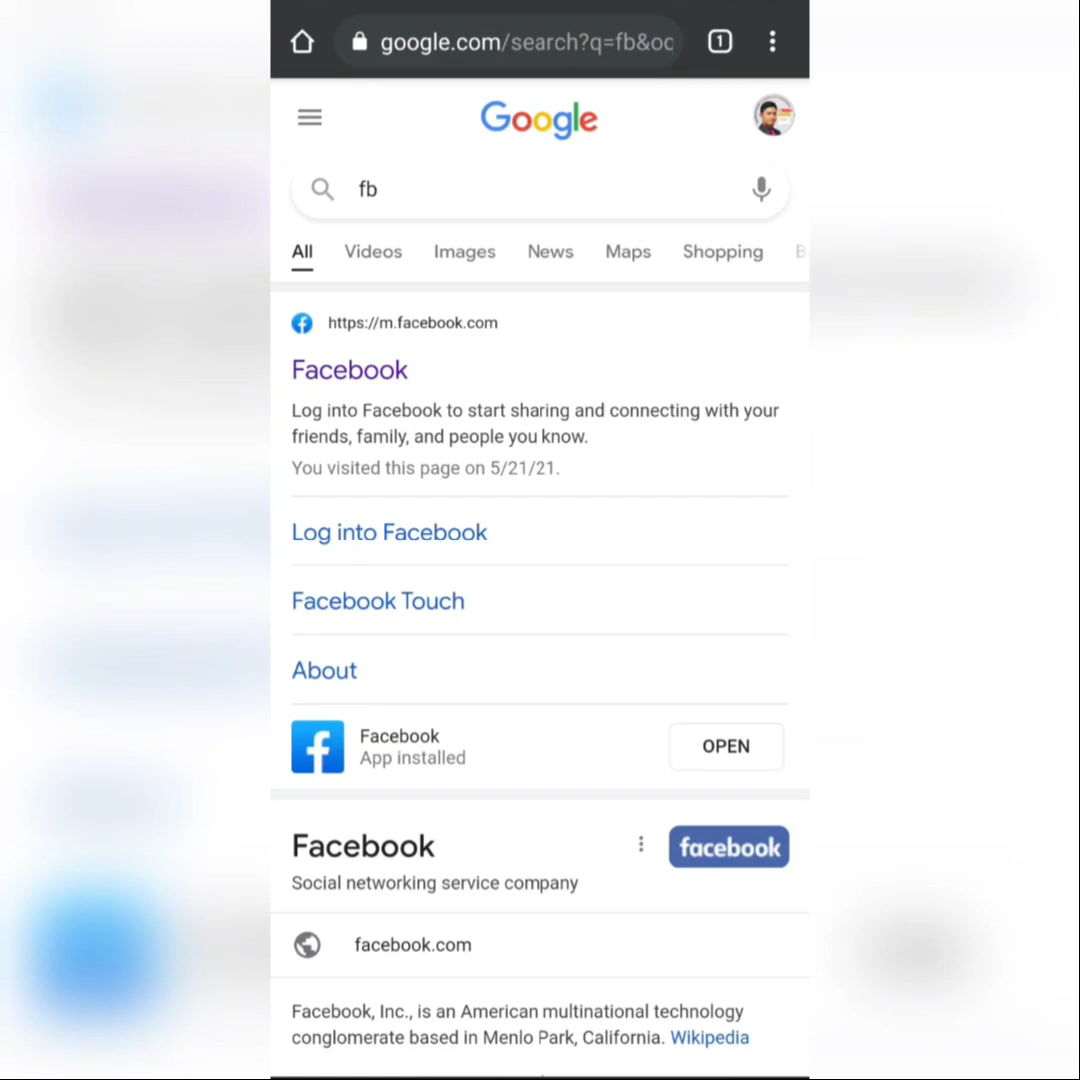 google.com/search?q=fb&oc
1
Google
fb
All Videos Images News Maps Shopping B
https://m.facebook.com
Facebook
Log into Facebook to start sharing and connecting with your
friends, family, and people you know.
You visited this page on 5/21/21.
Log into Facebook
Facebook Touch
About
Facebook
App installed
OPEN
Facebook
facebook
Social networking service company
facebook.com
Facebook, Inc., is an American multinational technology
conglomerate based in Menlo Park, California. Wikipedia